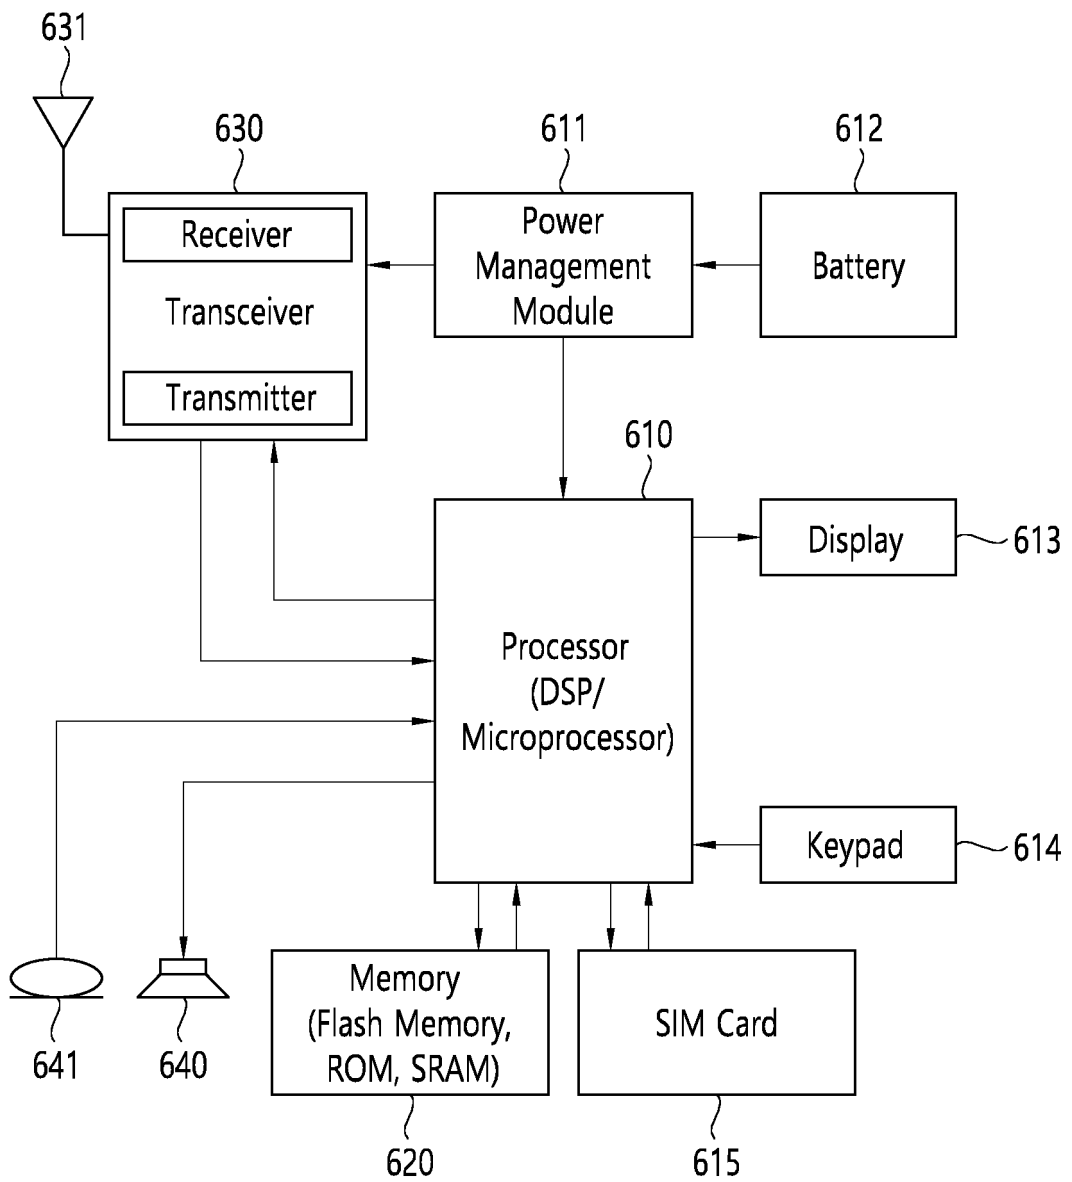 631
630
611
612
Receiver
Transceiver
Transmitter
Power
Management
Module
Battery
610
Display
613
Processor
(DSP/
Microprocessor)
Keypad
614
641
640
Memory
(Flash Memory,
ROM, SRAM)
SIM Card
620
615